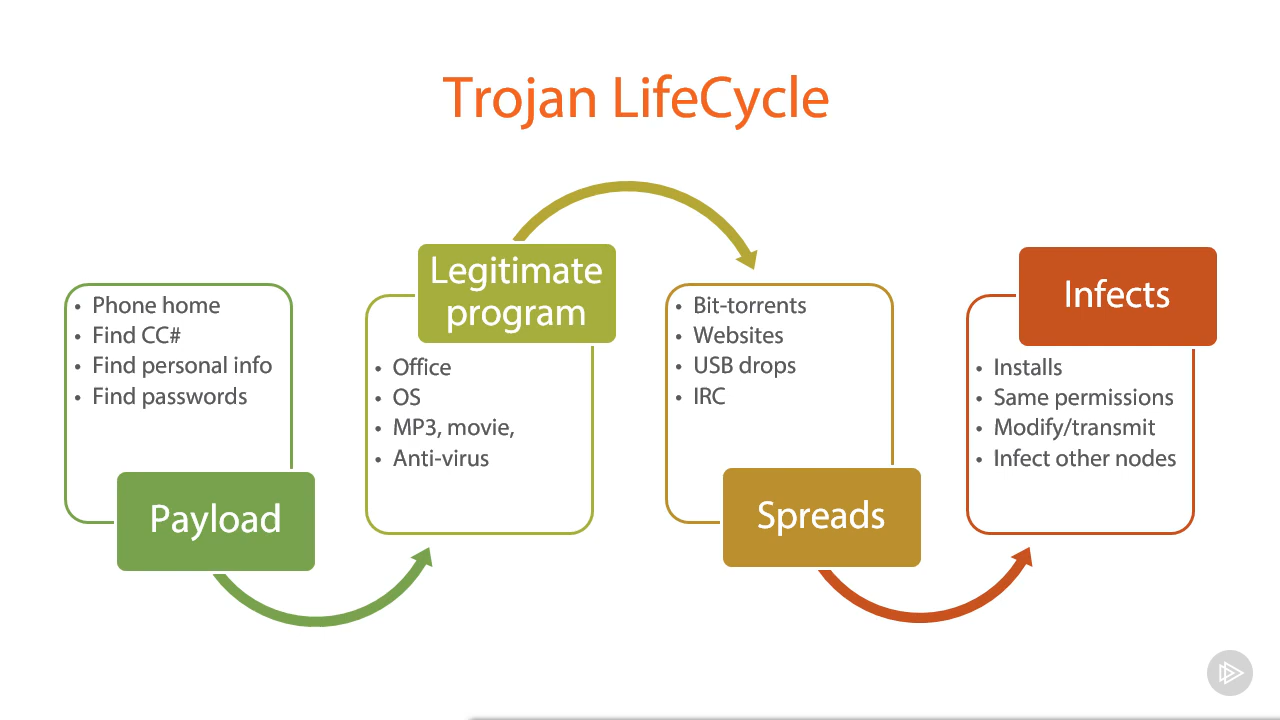 Trojan LifeCycle
• Phone home
• Find CC#
• Find personal info
• Find passwords
Payload
Legitimate
program
• Office
• OS
• MP3, movie,
• Anti-virus
• Bit-torrents
• Websites
• USB drops
• IRC
Spreads
Infects
• Installs
• Same permissions
• Modify/transmit
• Infect other nodes